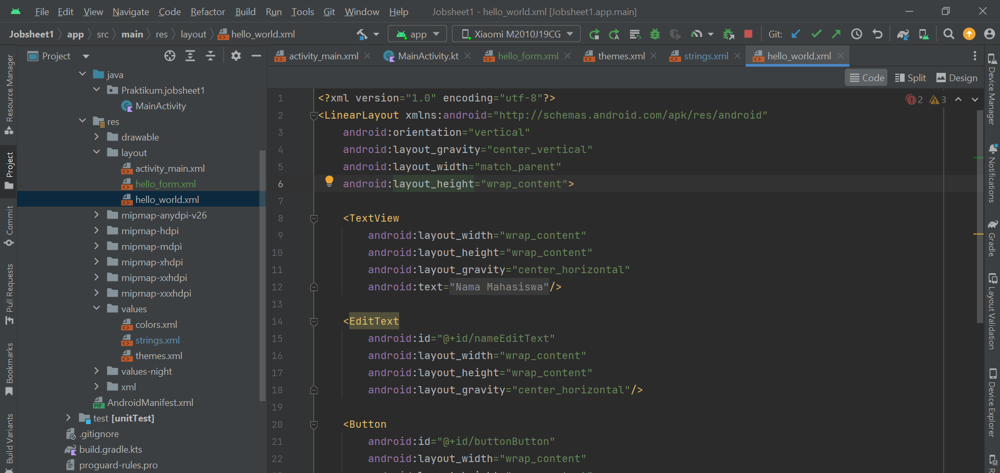 File Edit View Navigate Code Refactor Build Run Tools Git Window Help Jobsheet1 - hello_world.xml [Jobsheet1.app.main]
Jobsheet1 app src main res layout hello_world.xml app Xiaomi M2010J19CG Git:
Project
activity_main.xml MainActivity.kt hello_form.xml themes.xml strings.xml hello_world.xml
Code Split Design
2 3
Resource Manager
Project
Commit
Pull Requests
Bookmarks
Build Variants
java
Praktikum.jobsheet1
MainActivity
res
drawable
layout
activity_main.xml
hello_form.xml
hello_world.xml
mipmap-anydpi-v26
mipmap-hdpi
mipmap-mdpi
mipmap-xhdpi
mipmap-xxhdpi
mipmap-xxxhdpi
values
colors.xml
strings.xml
themes.xml
values-night
xml
AndroidManifest.xml
test [unitTest]
.gitignore
build.gradle.kts
proguard-rules.pro
1 <?xml version="1.0" encoding="utf-8"?>
2 <LinearLayout xmlns:android="http://schemas.android.com/apk/res/android"
3 android:orientation="vertical"
4 android:layout_gravity="center_vertical"
5 android:layout_width="match_parent"
6 android:layout_height="wrap_content">
7
8 <TextView
9 android:layout_width="wrap_content"
10 android:layout_height="wrap_content"
11 android:layout_gravity="center_horizontal"
12 android:text="Nama Mahasiswa"/>
13
14 <EditText
15 android:id="@+id/nameEditText"
16 android:layout_width="wrap_content"
17 android:layout_height="wrap_content"
18 android:layout_gravity="center_horizontal"/>
19
20 <Button
21 android:id="@+id/buttonButton"
22 android:layout_width="wrap_content"
Device Manager
Notifications
Gradle
Layout Validation
Device Explorer